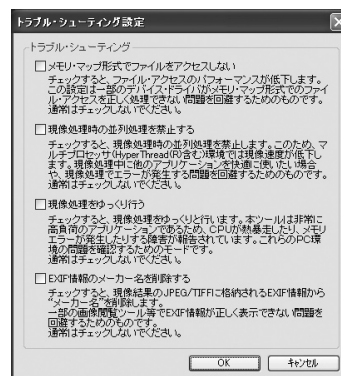 トラブル・シューティング設定
トラブル・シューティング
メモリ・マップ形式でファイルをアクセスしない
チェックすると、ファイル・アクセスのパフォーマンスが低下します。
この設定は一部のデバイス・ドライバがメモリ・マップ形式でのファイ
ル・アクセスを正しく処理できない問題を回避するためのものです。
通常はチェックしないでください。
現像処理時の並列処理を禁止する
チェックすると、現像処理時の並列処理を禁止します。このため、マ
ルチプロセッサ(HyperThread(R)含む)環境では現像速度が低下し
ます。現像処理中に他のアプリケーションを快適に使いたい場合
や、現像処理でエラーが発生する問題を回避するためのものです。
通常はチェックしないでください。
現像処理をゆっくり行う
チェックすると、現像処理をゆっくりと行います。本ツールは非常に
高負荷のアプリケーションであるため、CPUが熱暴走したり、メモリ
エラーが発生したりする障害が報告されています。これらのPC環
境の問題を確認するためのモードです。
通常はチェックしないでください。
EXIF情報のメーカー名を削除する
チェックすると、現像結果のJPEG/TIFFに格納されるEXIF情報から
"メーカー名"を削除します。
一部の画像閲覧ツール等でEXIF情報が正しく表示できない問題を
回避するためのものです。
通常はチェックしないでください。
OK
キャンセル